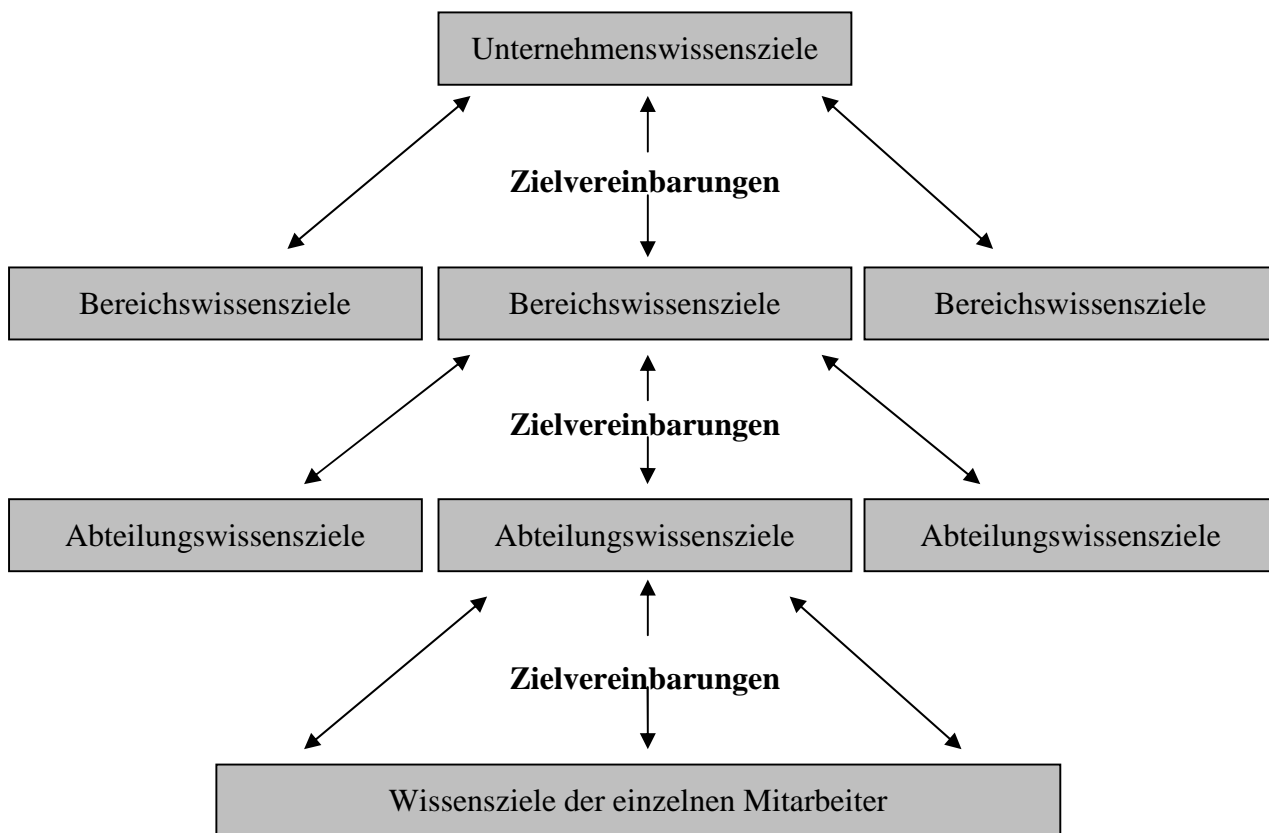 Unternehmenswissensziele
Zielvereinbarungen
Bereichswissensziele
Bereichswissensziele
Bereichswissensziele
Zielvereinbarungen
Abteilungswissensziele
Abteilungswissensziele
Abteilungswissensziele
Zielvereinbarungen
Wissensziele der einzelnen Mitarbeiter